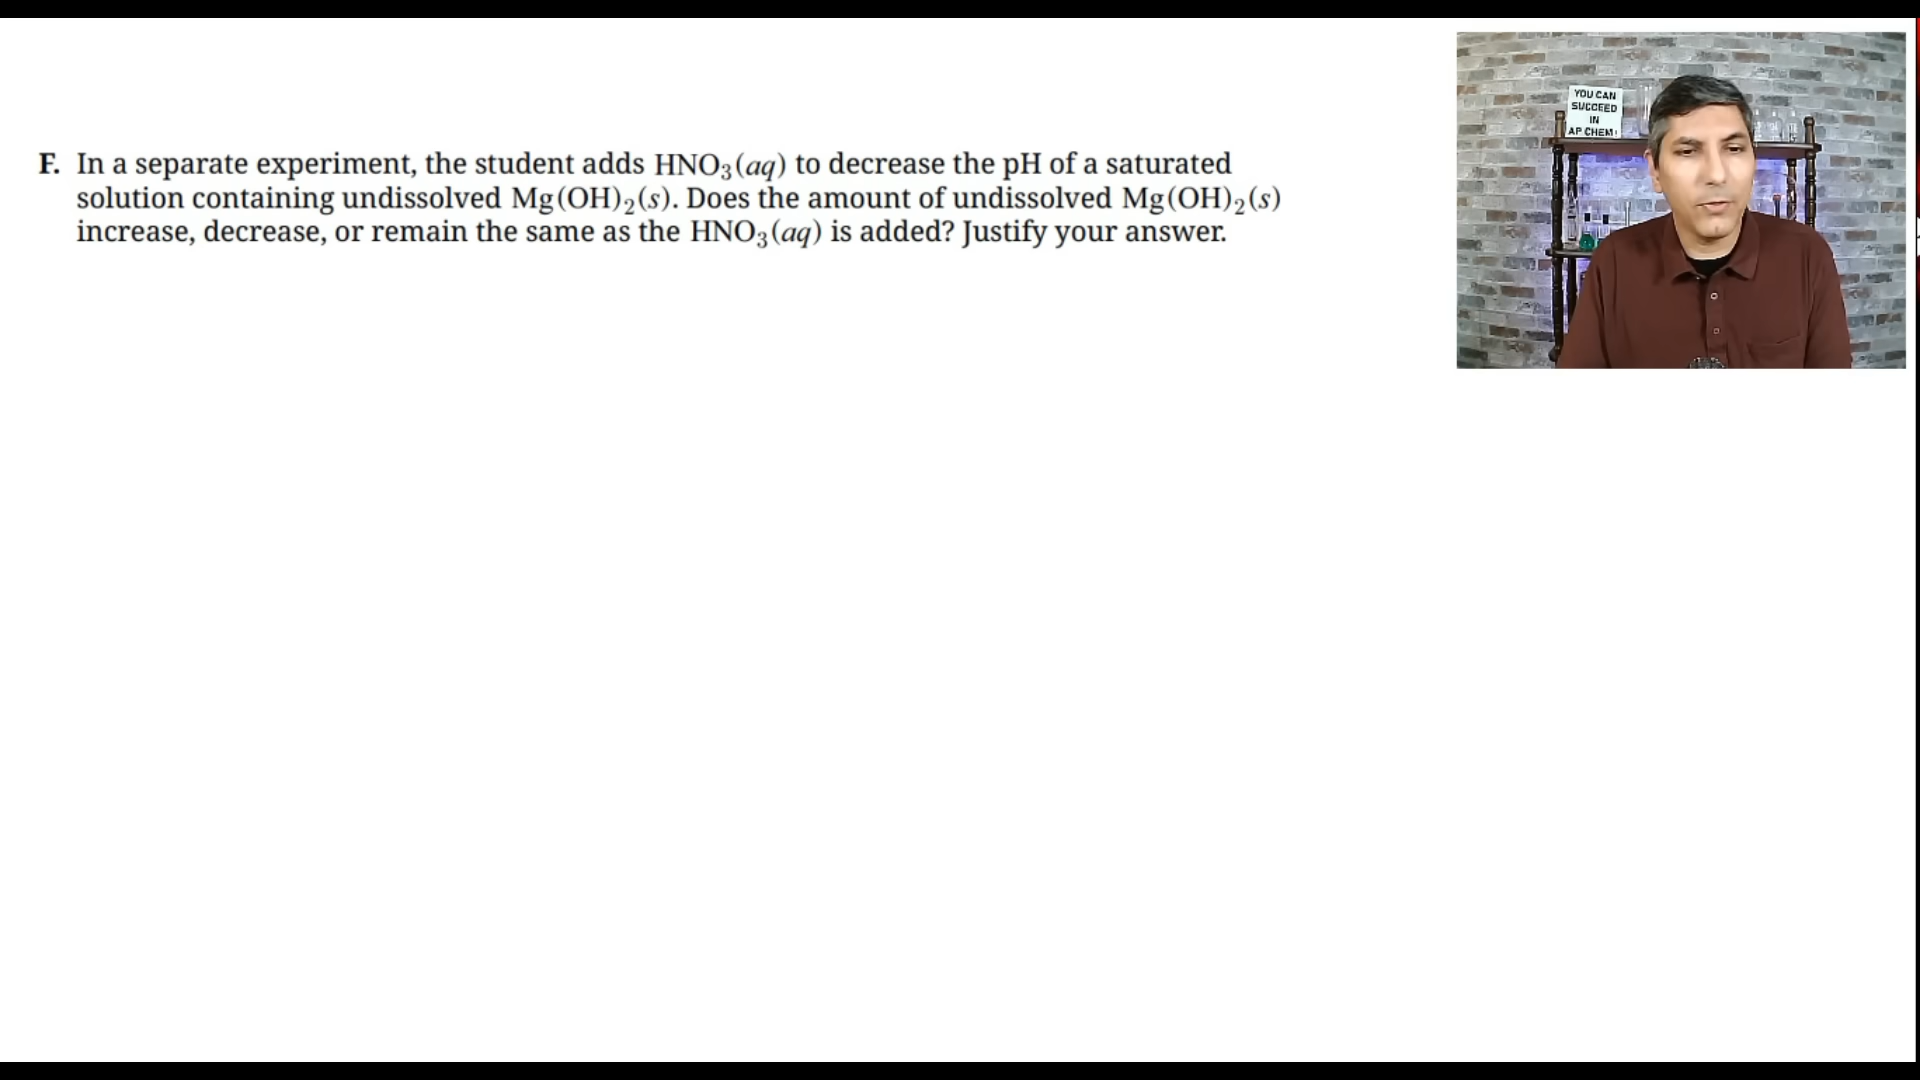 F. In a separate experiment, the student adds HNO₃(aq) to decrease the pH of a saturated
solution containing undissolved Mg(OH)₂(s). Does the amount of undissolved Mg(OH)₂(s)
increase, decrease, or remain the same as the HNO₃(aq) is added? Justify your answer.
YOU CAN
SUCCEED
IN
AP CHEM!